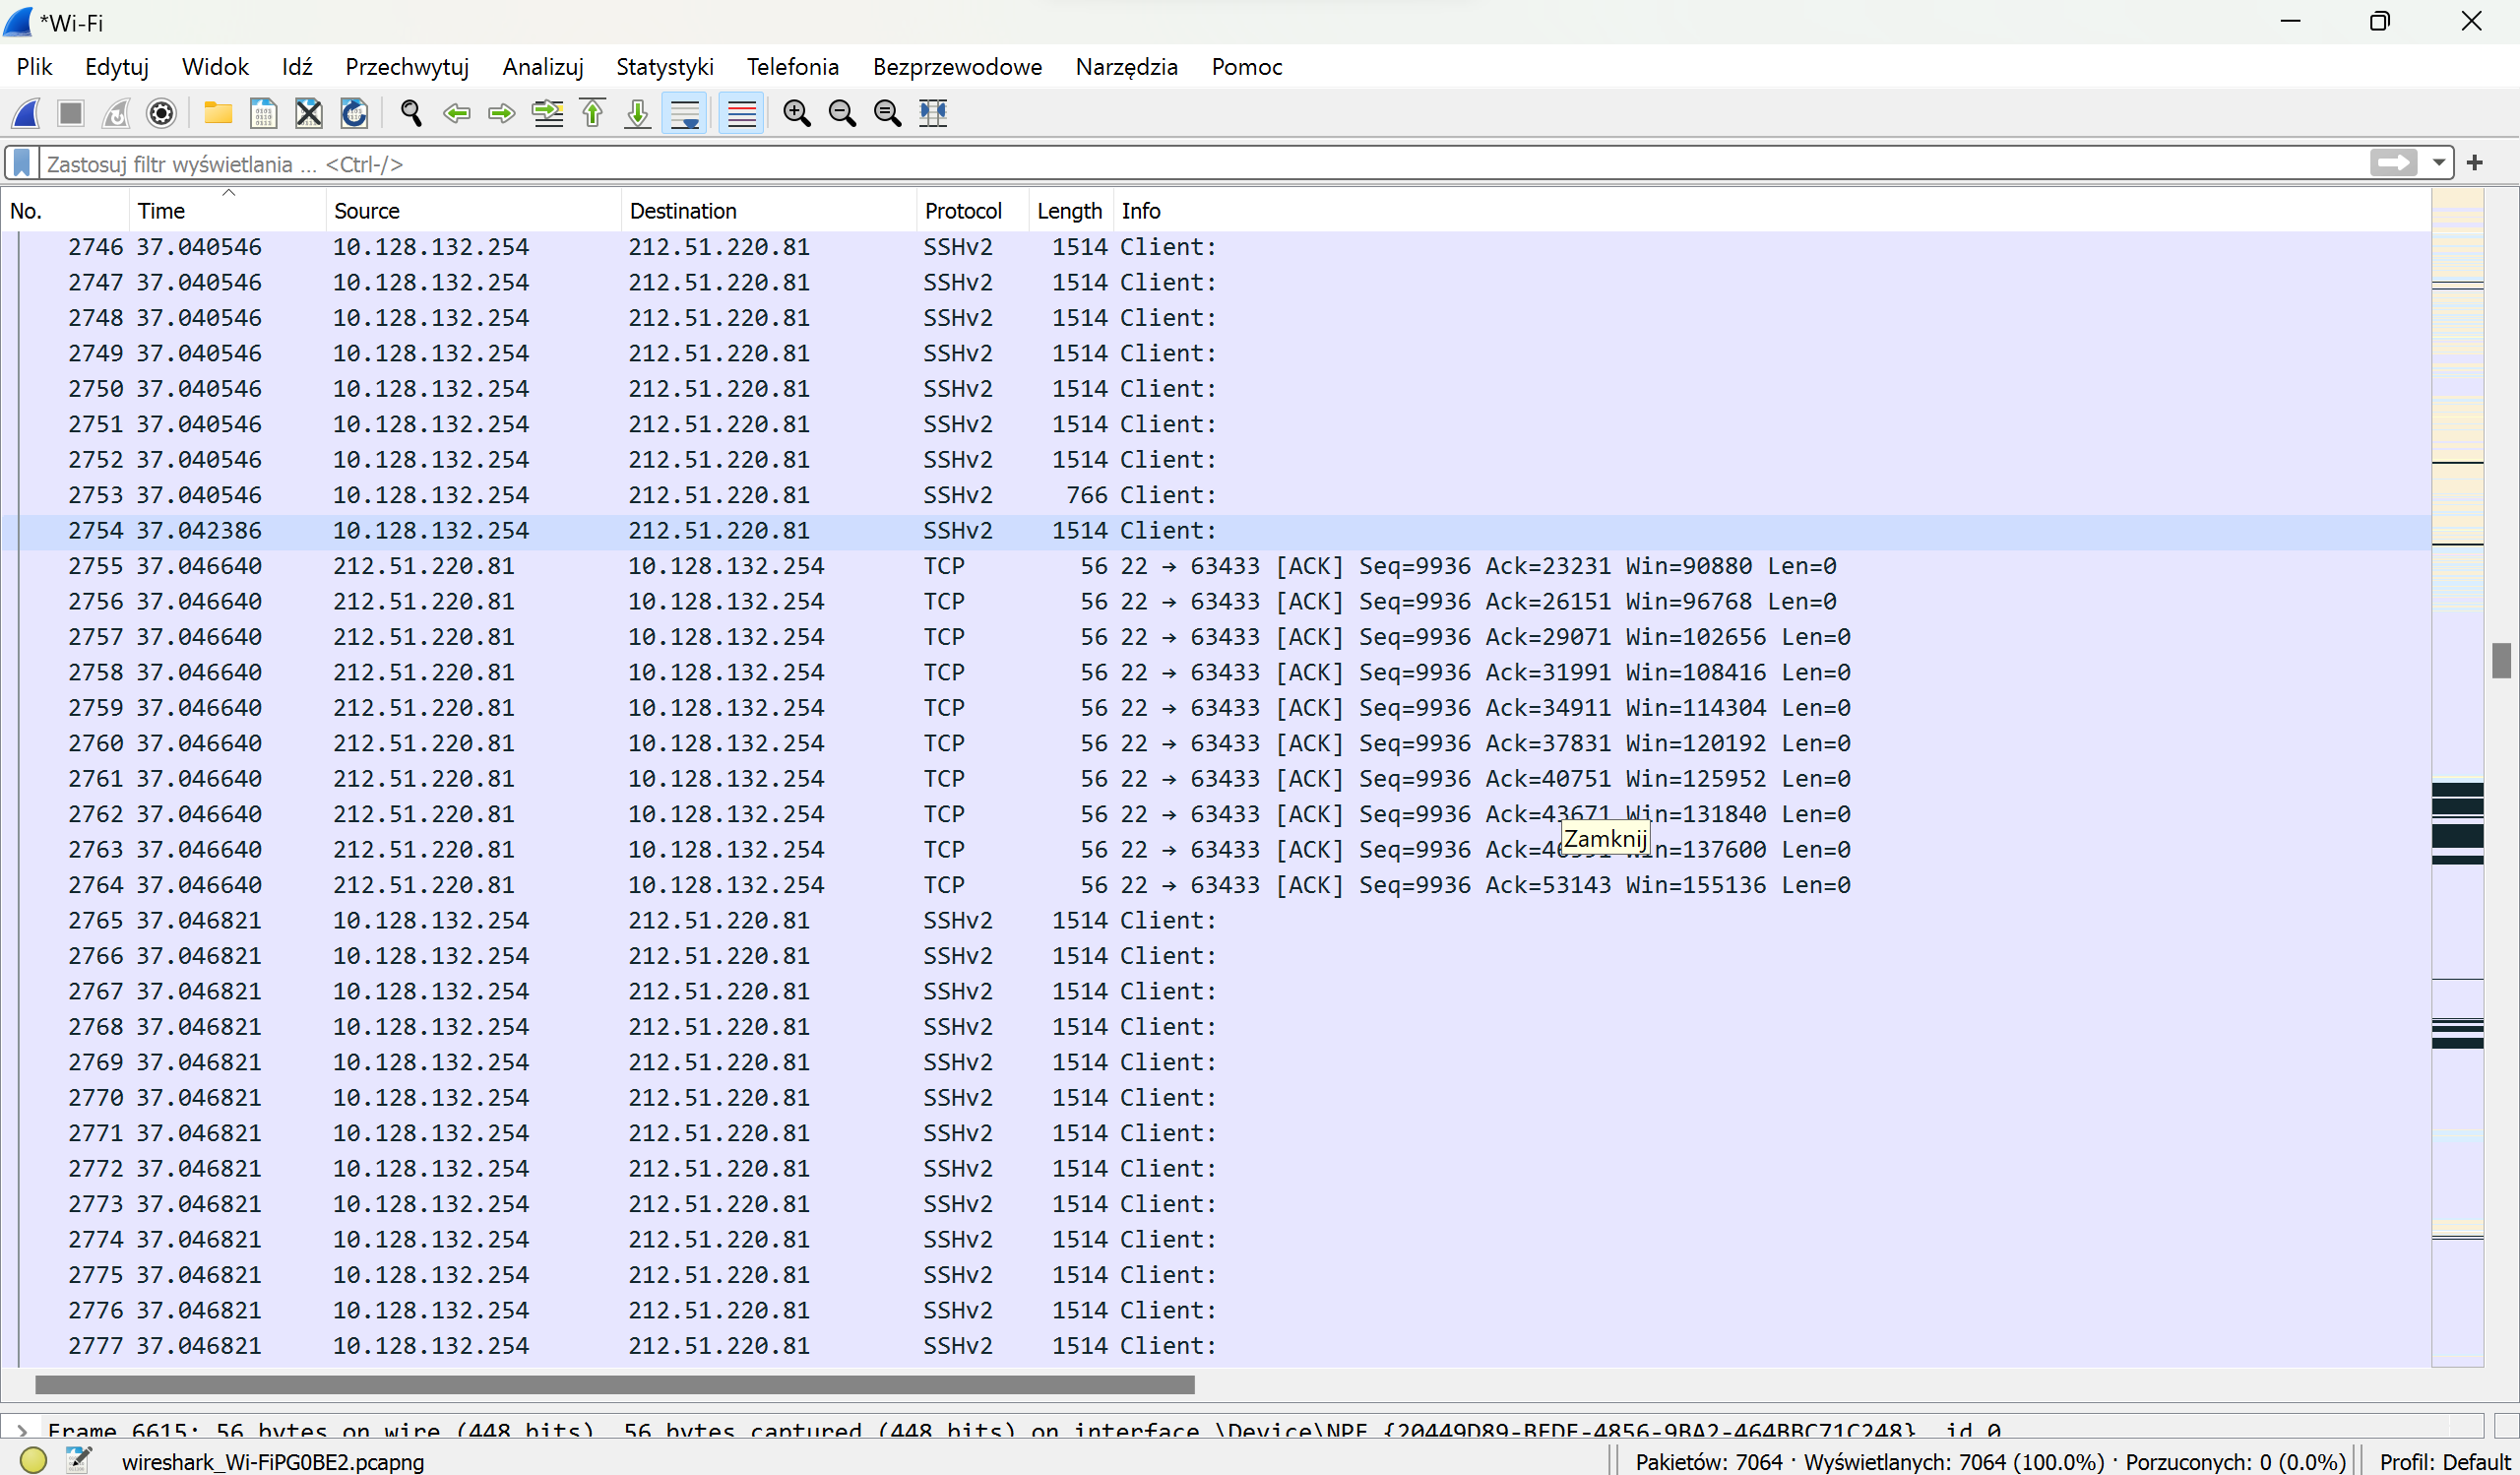 *Wi-Fi
Plik Edytuj Widok Idź Przechwytuj Analizuj Statystyki Telefonia Bezprzewodowe Narzędzia Pomoc
Zastosuj filtr wyświetlania ... <Ctrl-/>
No. Time Source Destination Protocol Length Info
2746 37.040546 10.128.132.254 212.51.220.81 SSHv2 1514 Client:
2747 37.040546 10.128.132.254 212.51.220.81 SSHv2 1514 Client:
2748 37.040546 10.128.132.254 212.51.220.81 SSHv2 1514 Client:
2749 37.040546 10.128.132.254 212.51.220.81 SSHv2 1514 Client:
2750 37.040546 10.128.132.254 212.51.220.81 SSHv2 1514 Client:
2751 37.040546 10.128.132.254 212.51.220.81 SSHv2 1514 Client:
2752 37.040546 10.128.132.254 212.51.220.81 SSHv2 1514 Client:
2753 37.040546 10.128.132.254 212.51.220.81 SSHv2 766 Client:
2754 37.042386 10.128.132.254 212.51.220.81 SSHv2 1514 Client:
2755 37.046640 212.51.220.81 10.128.132.254 TCP 56 22 → 63433 [ACK] Seq=9936 Ack=23231 Win=90880 Len=0
2756 37.046640 212.51.220.81 10.128.132.254 TCP 56 22 → 63433 [ACK] Seq=9936 Ack=26151 Win=96768 Len=0
2757 37.046640 212.51.220.81 10.128.132.254 TCP 56 22 → 63433 [ACK] Seq=9936 Ack=29071 Win=102656 Len=0
2758 37.046640 212.51.220.81 10.128.132.254 TCP 56 22 → 63433 [ACK] Seq=9936 Ack=31991 Win=108416 Len=0
2759 37.046640 212.51.220.81 10.128.132.254 TCP 56 22 → 63433 [ACK] Seq=9936 Ack=34911 Win=114304 Len=0
2760 37.046640 212.51.220.81 10.128.132.254 TCP 56 22 → 63433 [ACK] Seq=9936 Ack=37831 Win=120192 Len=0
2761 37.046640 212.51.220.81 10.128.132.254 TCP 56 22 → 63433 [ACK] Seq=9936 Ack=40751 Win=125952 Len=0
2762 37.046640 212.51.220.81 10.128.132.254 TCP 56 22 → 63433 [ACK] Seq=9936 Ack=43671 Win=131840 Len=0
Zamknij
2763 37.046640 212.51.220.81 10.128.132.254 TCP 56 22 → 63433 [ACK] Seq=9936 Len=0
2764 37.046640 212.51.220.81 10.128.132.254 TCP 56 22 → 63433 [ACK] Seq=9936 Ack=53143 Win=155136 Len=0
2765 37.046821 10.128.132.254 212.51.220.81 SSHv2 1514 Client:
2766 37.046821 10.128.132.254 212.51.220.81 SSHv2 1514 Client:
2767 37.046821 10.128.132.254 212.51.220.81 SSHv2 1514 Client:
2768 37.046821 10.128.132.254 212.51.220.81 SSHv2 1514 Client:
2769 37.046821 10.128.132.254 212.51.220.81 SSHv2 1514 Client:
2770 37.046821 10.128.132.254 212.51.220.81 SSHv2 1514 Client:
2771 37.046821 10.128.132.254 212.51.220.81 SSHv2 1514 Client:
2772 37.046821 10.128.132.254 212.51.220.81 SSHv2 1514 Client:
2773 37.046821 10.128.132.254 212.51.220.81 SSHv2 1514 Client:
2774 37.046821 10.128.132.254 212.51.220.81 SSHv2 1514 Client:
2775 37.046821 10.128.132.254 212.51.220.81 SSHv2 1514 Client:
2776 37.046821 10.128.132.254 212.51.220.81 SSHv2 1514 Client:
2777 37.046821 10.128.132.254 212.51.220.81 SSHv2 1514 Client:
Frame 6615: 56 bytes on wire (448 bits), 56 bytes captured (448 bits) on interface \Device\NPF_{20449D89-BEDE-4856-9BA2-464BBC71C248}, id 0
wireshark_Wi-FiPG0BE2.pcapng Pakietów: 7064 · Wyświetlanych: 7064 (100.0%) · Porzuconych: 0 (0.0%) Profil: Default